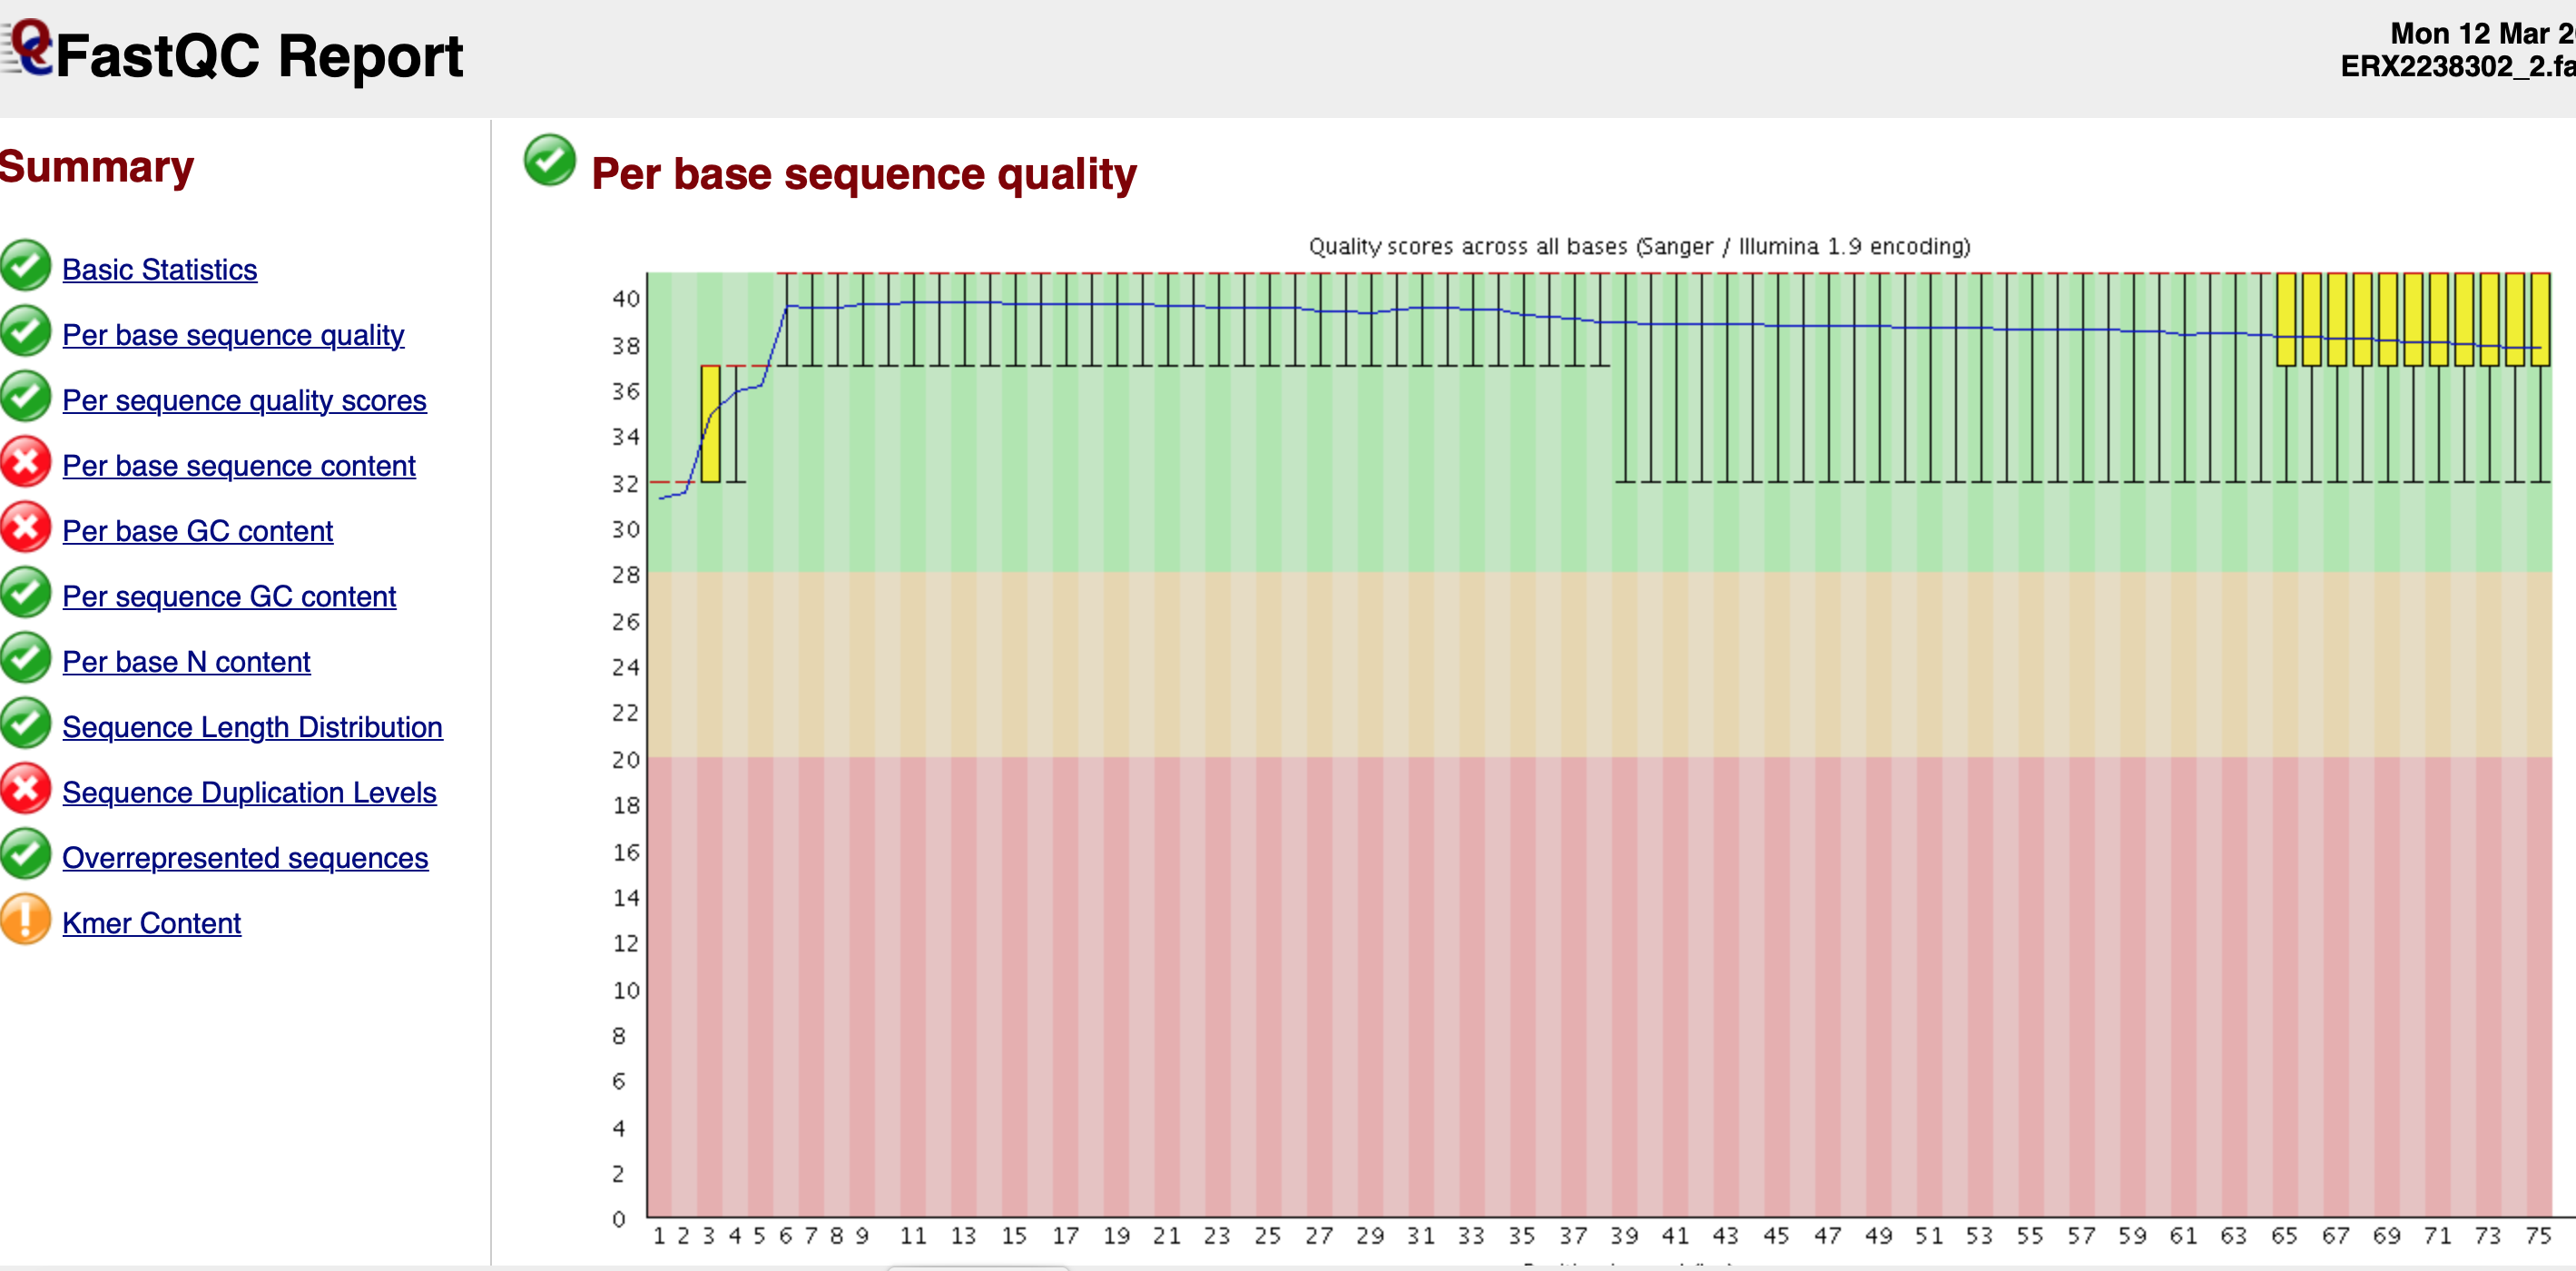 FastQC Report
Mon 12 Mar 2
ERX2238302_2.fa
Summary
Basic Statistics
Per base sequence quality
Per sequence quality scores
Per base sequence content
Per base GC content
Per sequence GC content
Per base N content
Sequence Length Distribution
Sequence Duplication Levels
Overrepresented sequences
Kmer Content
Per base sequence quality
Quality scores across all bases (Sanger / Illumina 1.9 encoding)
40
38
36
34
32
30
28
26
24
22
20
18
16
14
12
10
8
6
4
2
0
1 2 3 4 5 6 7 8 9 11 13 15 17 19 21 23 25 27 29 31 33 35 37 39 41 43 45 47 49 51 53 55 57 59 61 63 65 67 69 71 73 75